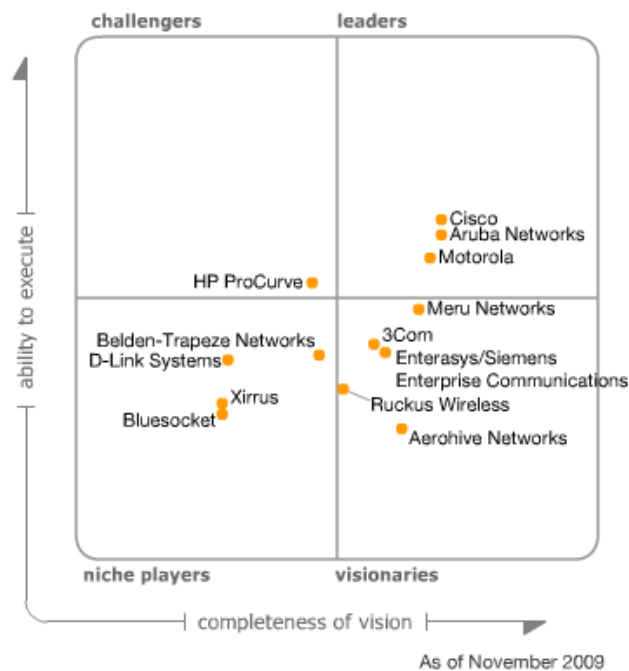 challengers
leaders
ability to execute
Cisco
Aruba Networks
Motorola
HP ProCurve
Meru Networks
Belden-Trapeze Networks
3Com
D-Link Systems
Enterasys/Siemens
Enterprise Communications
Xirrus
Ruckus Wireless
Bluesocket
Aerohive Networks
niche players
visionaries
completeness of vision
As of November 2009